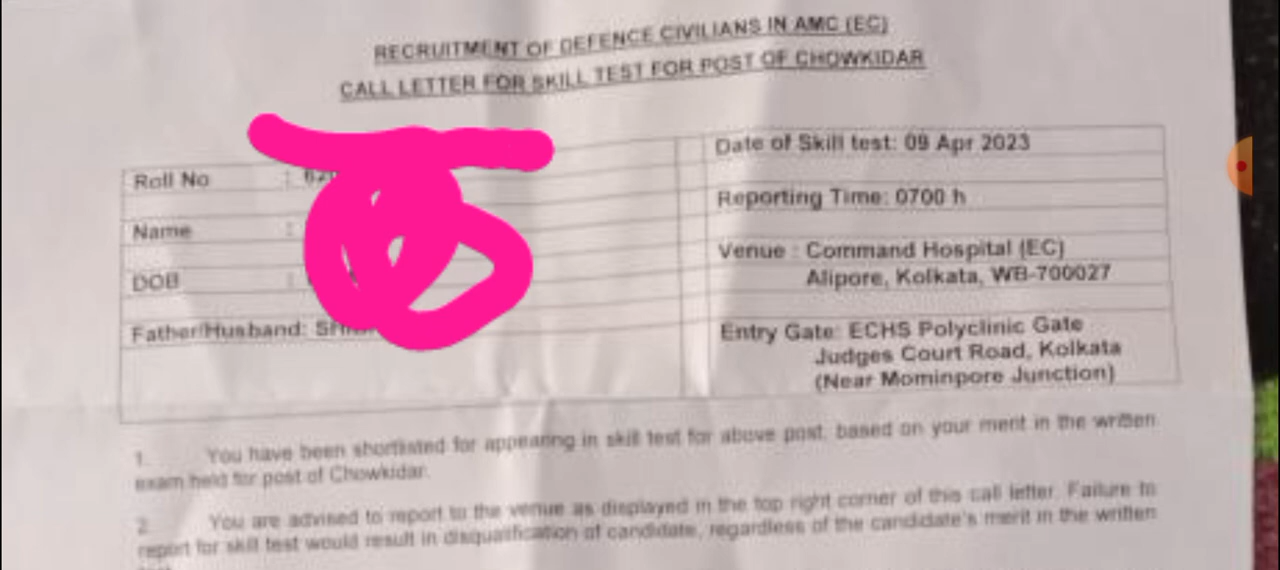 RECRUITMENT OF DEFENCE CIVILIANS IN AMC (EC)
CALL LETTER FOR SKILL TEST FOR POST OF CHOWKIDAR
Roll No :
Name :
DOB :
Father/Husband:
Date of Skill test: 09 Apr 2023
Reporting Time: 0700 h
Venue : Command Hospital (EC)
Alipore, Kolkata, WB-700027
Entry Gate: ECHS Polyclinic Gate
Judges Court Road, Kolkata
(Near Mominpore Junction)
1. You have been shortlisted for appearing in skill test for above post, based on your merit in the written
exam held for post of Chowkidar.
2. You are advised to report to the venue as displayed in the top right corner of this call letter. Failure to
report for skill test would result in disqualification of candidate, regardless of the candidate's merit in the written